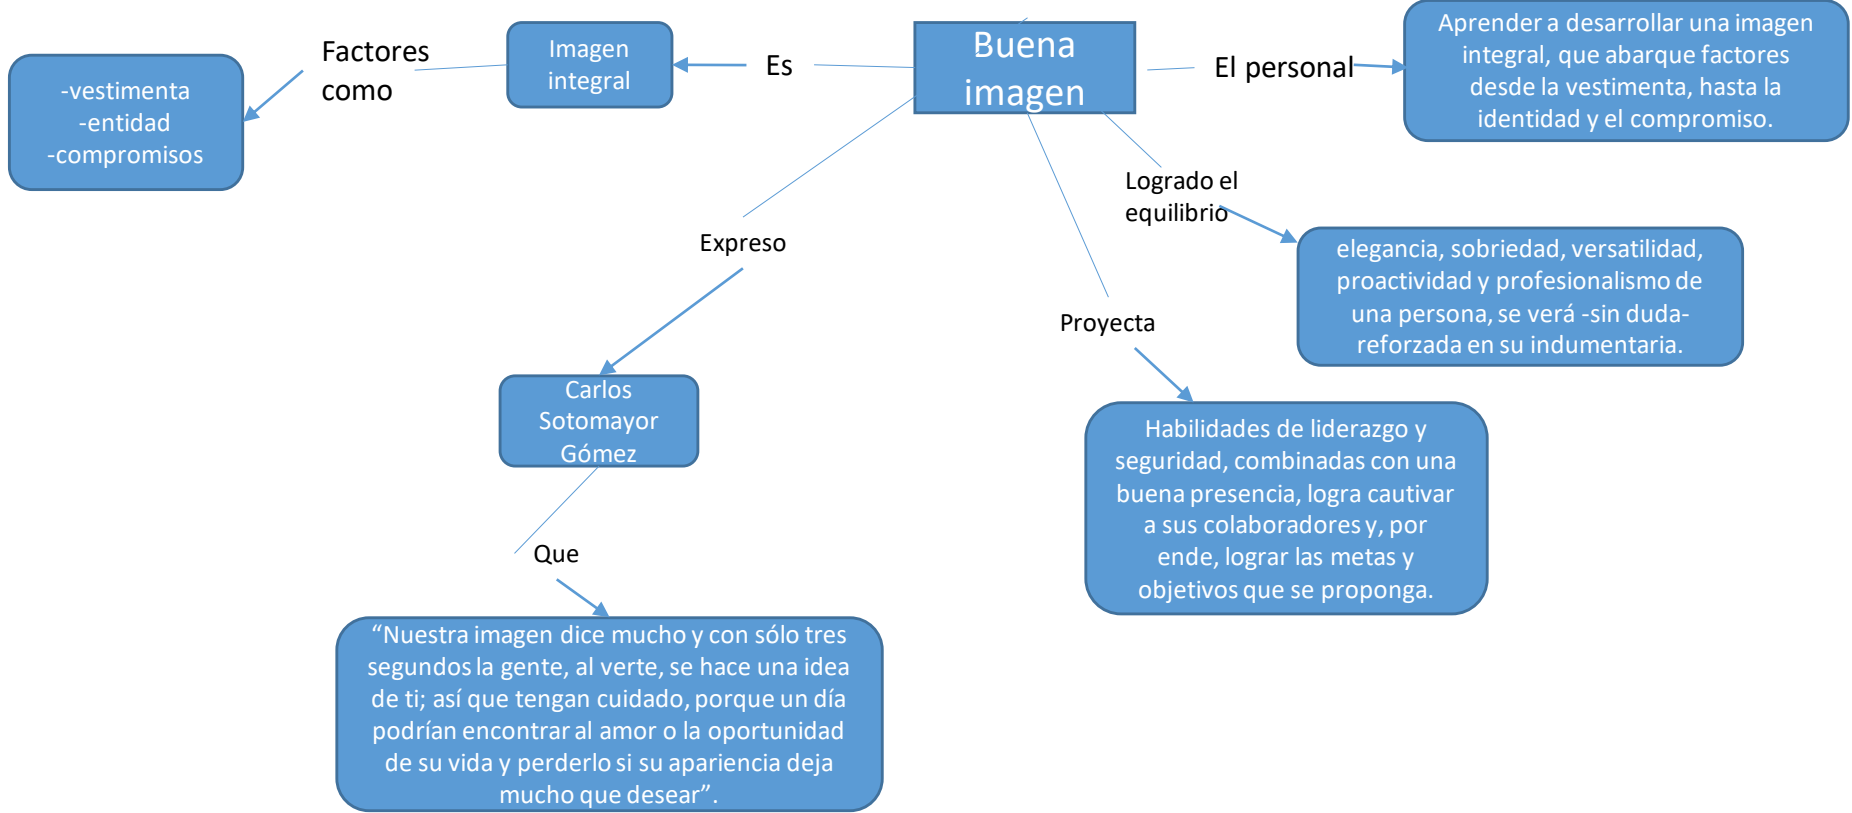 Buena
imagen
Es
Imagen
integral
Factores
como
-vestimenta
-entidad
-compromisos
El personal
Aprender a desarrollar una imagen
integral, que abarque factores
desde la vestimenta, hasta la
identidad y el compromiso.
Logrado el
equilibrio
elegancia, sobriedad, versatilidad,
proactividad y profesionalismo de
una persona, se verá -sin duda-
reforzada en su indumentaria.
Proyecta
Habilidades de liderazgo y
seguridad, combinadas con una
buena presencia, logra cautivar
a sus colaboradores y, por
ende, lograr las metas y
objetivos que se proponga.
Expreso
Carlos
Sotomayor
Gómez
Que
“Nuestra imagen dice mucho y con sólo tres
segundos la gente, al verte, se hace una idea
de ti; así que tengan cuidado, porque un día
podrían encontrar al amor o la oportunidad
de su vida y perderlo si su apariencia deja
mucho que desear”.